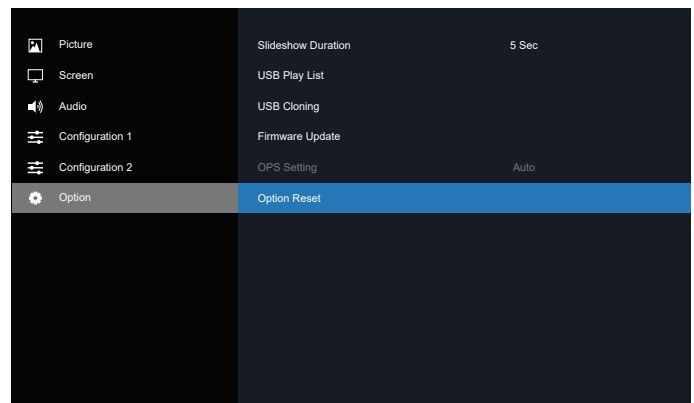 Picture
Screen
Audio
Configuration 1
Configuration 2
Option
Slideshow Duration 5 Sec
USB Play List
USB Cloning
Firmware Update
OPS Setting Auto
Option Reset